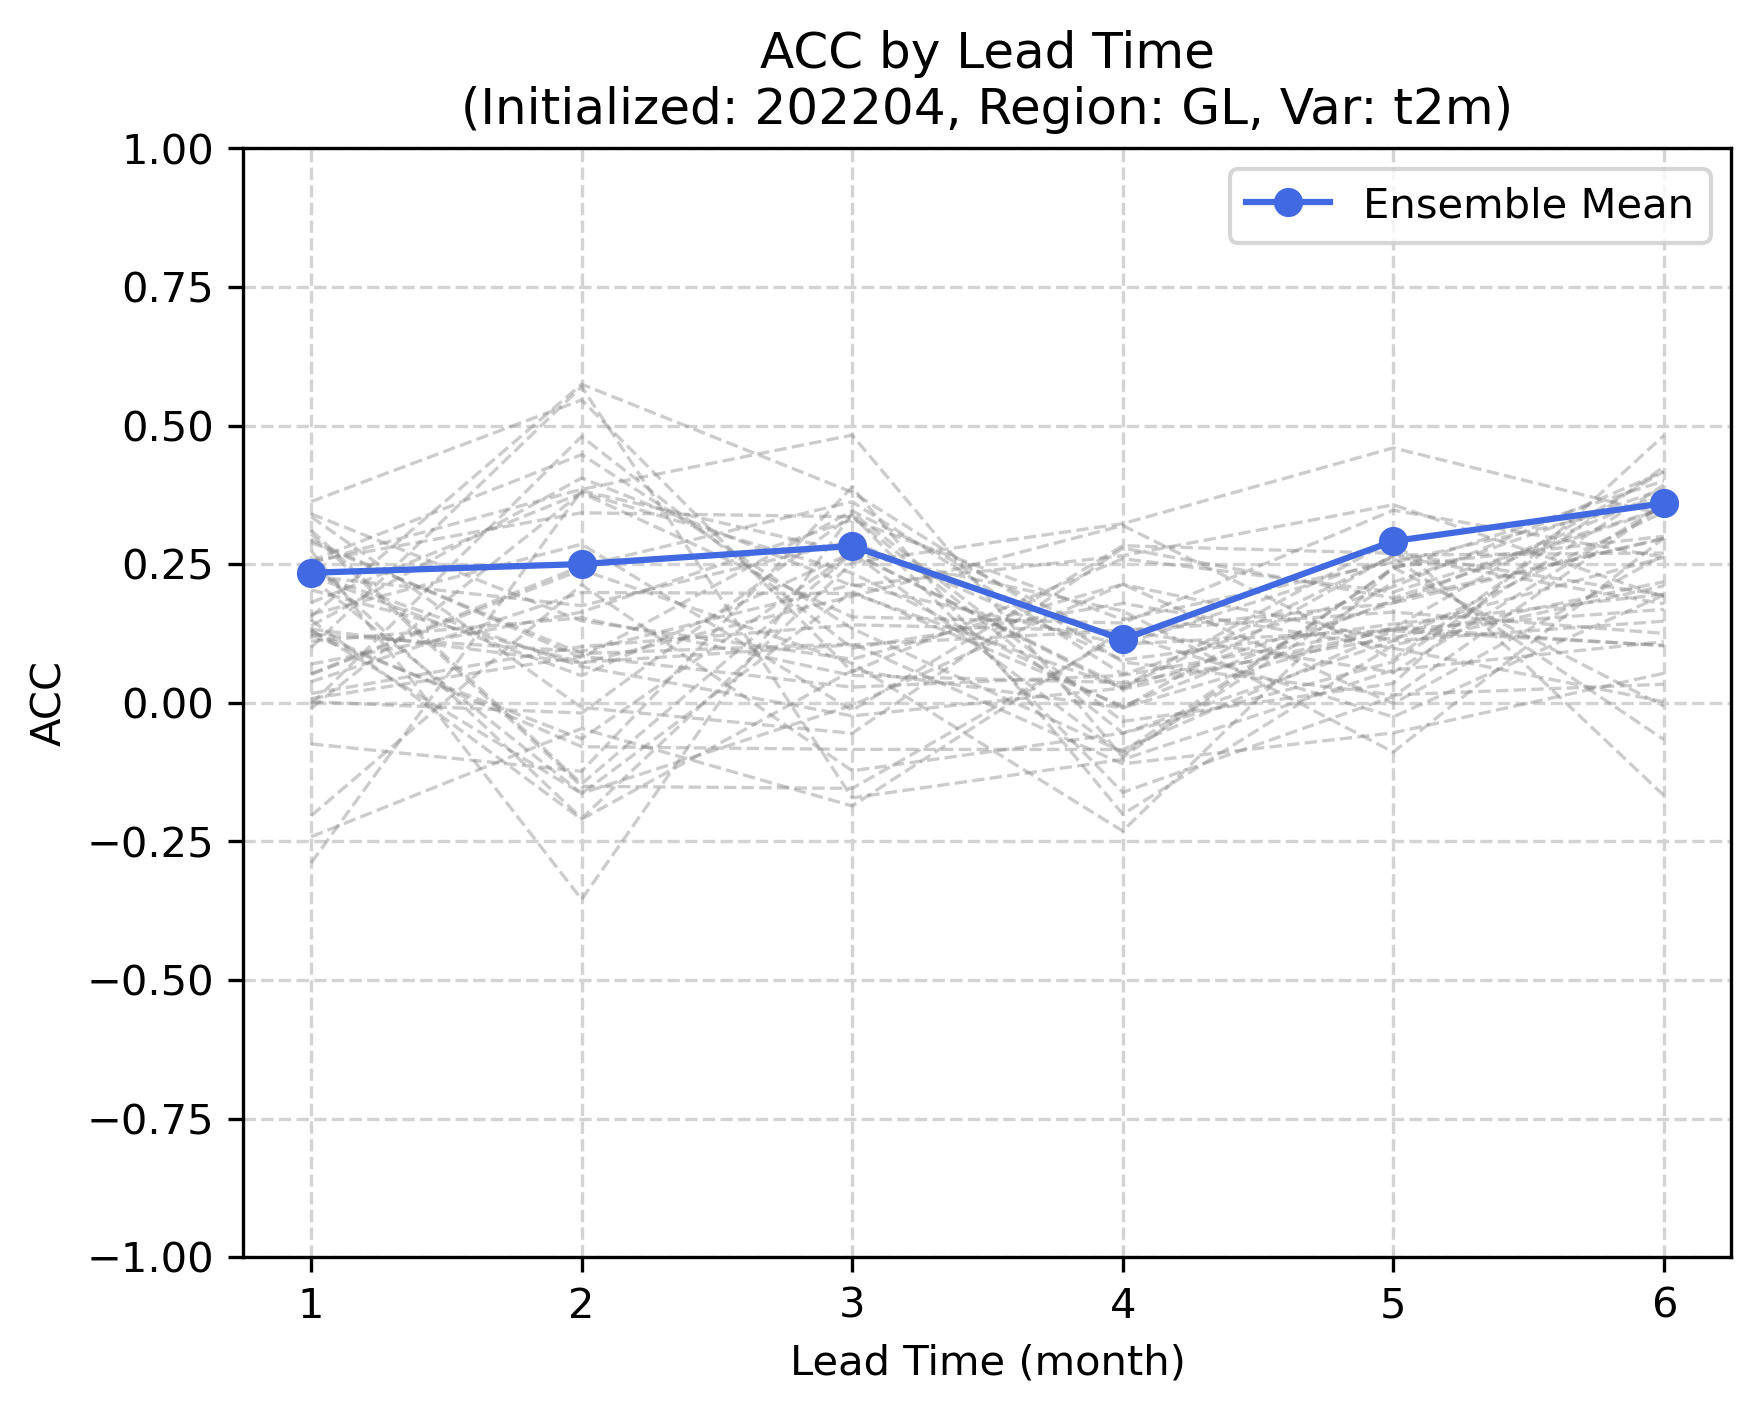 ACC by Lead Time
(Initialized: 202204, Region: GL, Var: t2m)
Ensemble Mean
1.00
0.75
0.50
0.25
0.00
−0.25
−0.50
−0.75
−1.00
ACC
1 2 3 4 5 6
Lead Time (month)